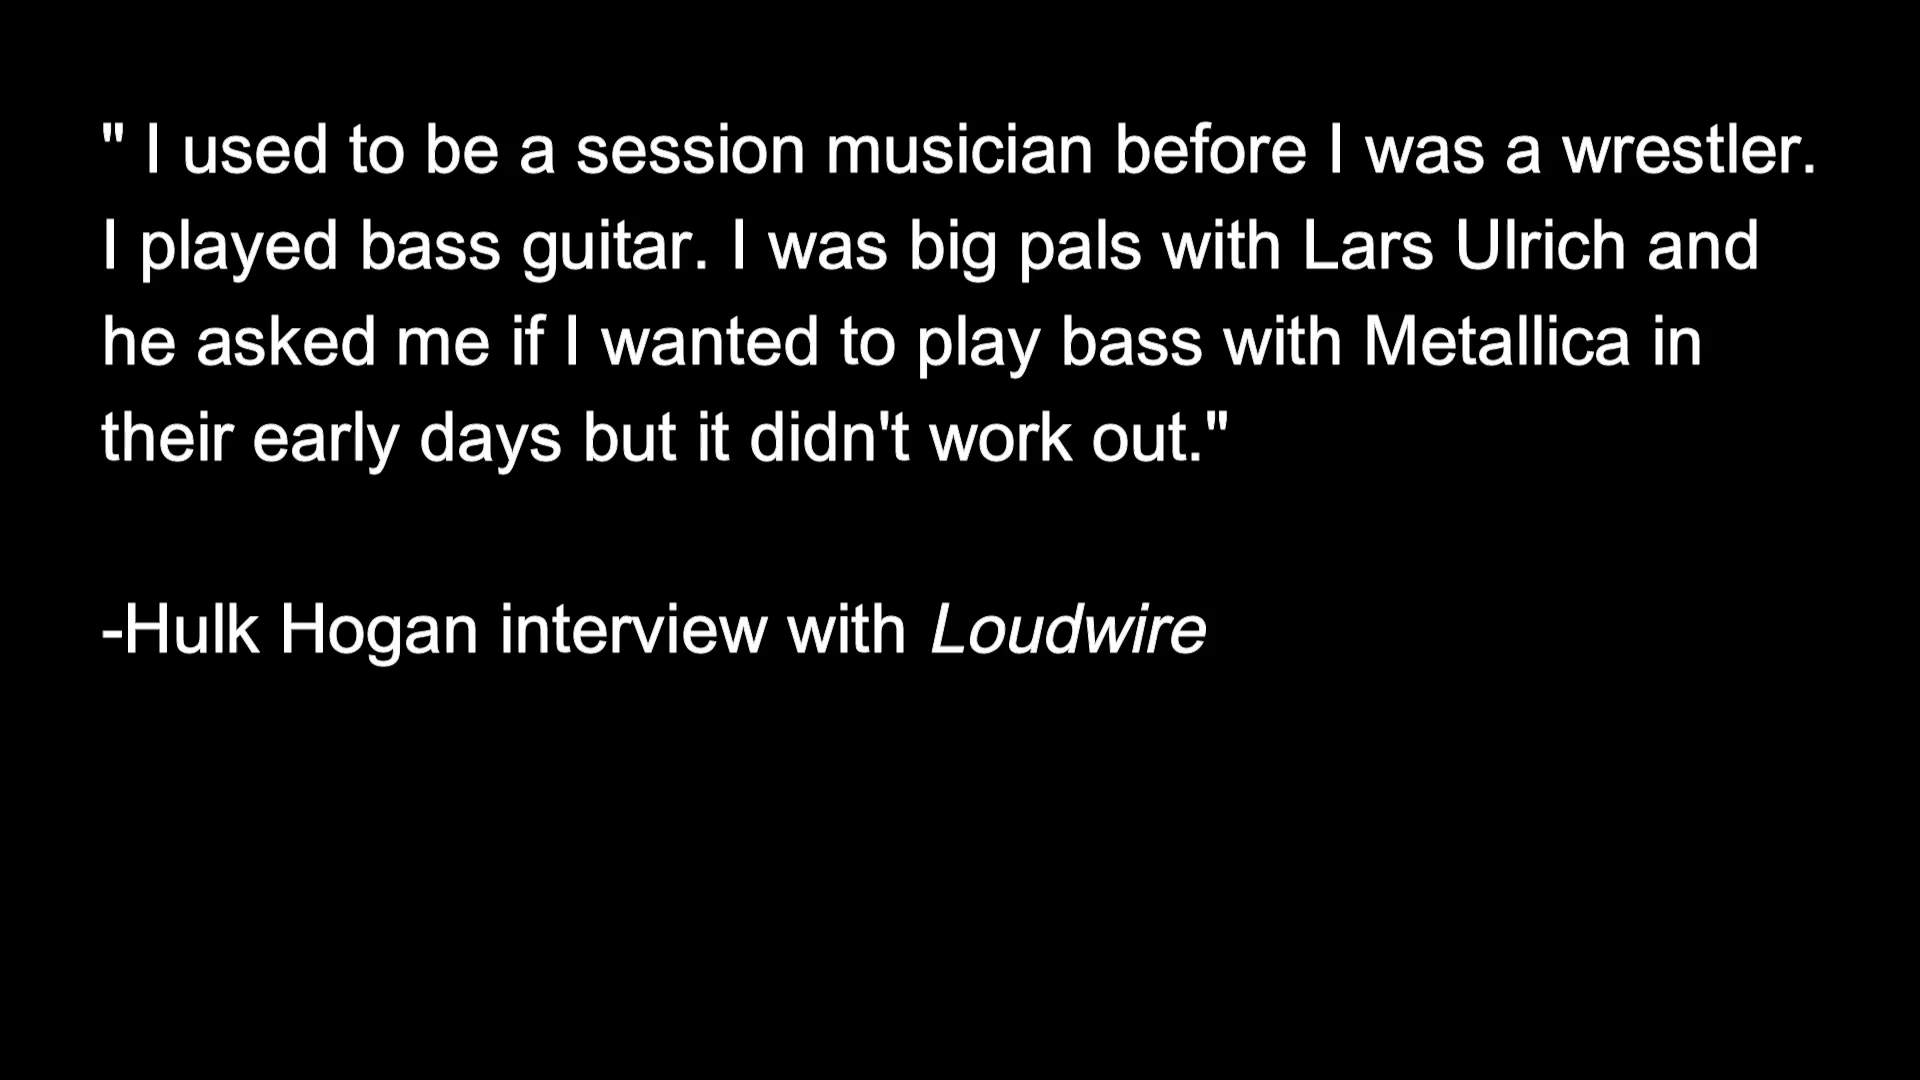 " I used to be a session musician before I was a wrestler.
I played bass guitar. I was big pals with Lars Ulrich and
he asked me if I wanted to play bass with Metallica in
their early days but it didn't work out."
-Hulk Hogan interview with Loudwire